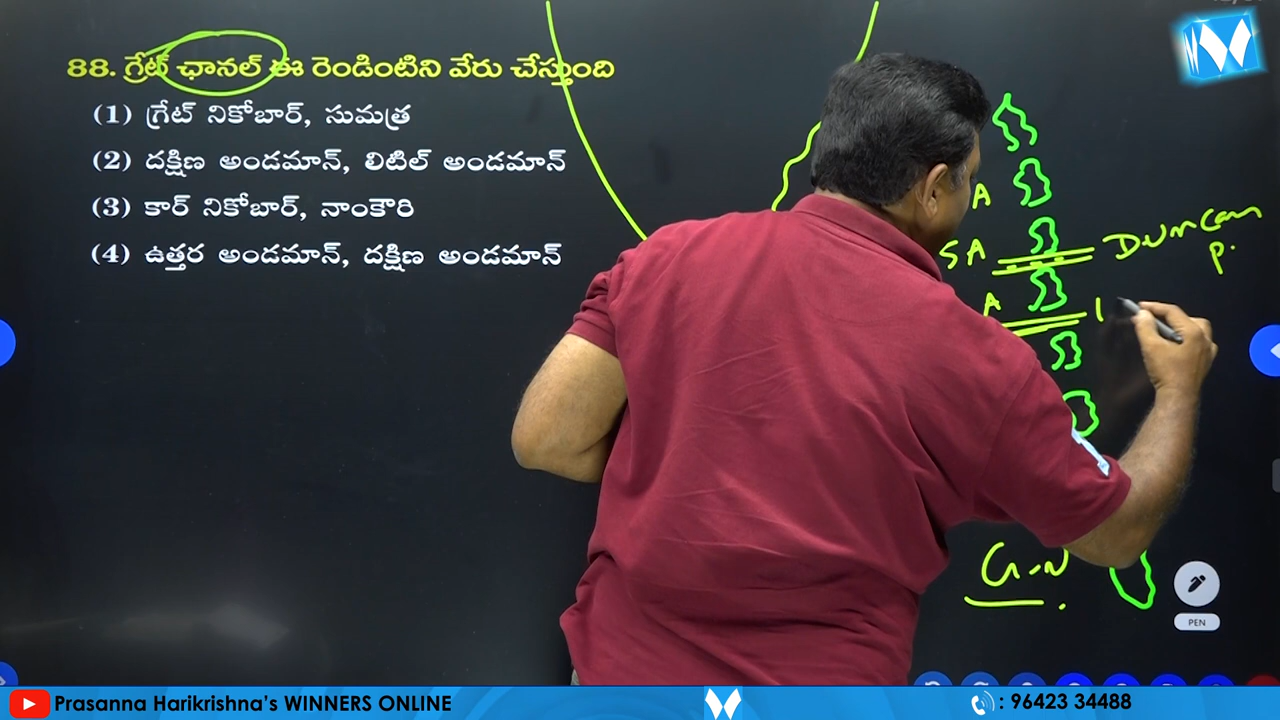 88. గ్రేట్ ఛానల్ ఈ రెండింటిని వేరు చేస్తుంది
(1) గ్రేట్ నికోబార్, సుమత్ర
(2) దక్షిణ అండమాన్, లిటిల్ అండమాన్
(3) కార్ నికోబార్, నాంకౌరి
(4) ఉత్తర అండమాన్, దక్షిణ అండమాన్
A
SA
Duncan
P.
A
G.N
PEN
Prasanna Harikrishna's WINNERS ONLINE
: 96423 34488